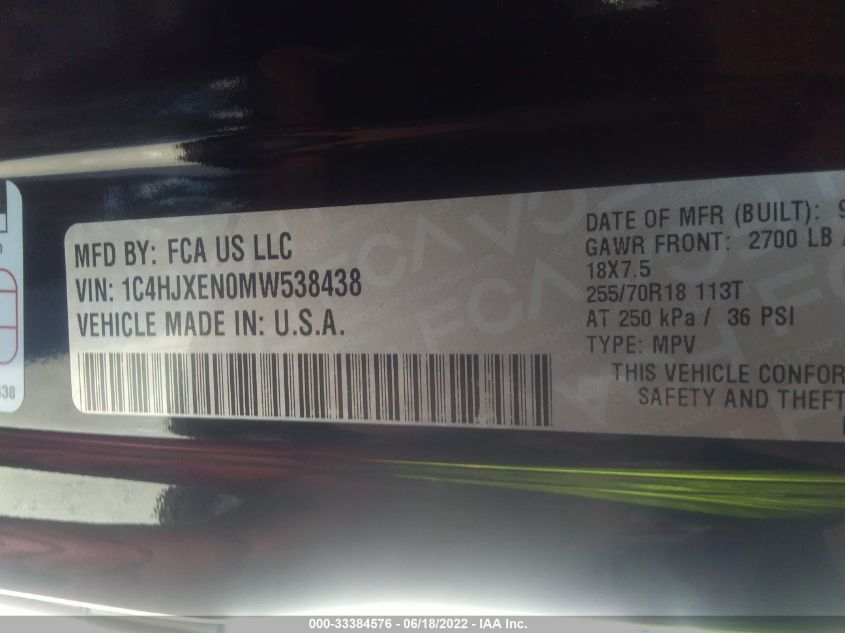 MFD BY: FCA US LLC
VIN: 1C4HJXEN0MW538438
VEHICLE MADE IN: U.S.A.
DATE OF MFR (BUILT): 9
GAWR FRONT: 2700 LB
18X7.5
255/70R18 113T
AT 250 kPa / 36 PSI
TYPE: MPV
THIS VEHICLE CONFOR
SAFETY AND THEFT
438
000-33384576 - 06/18/2022 - IAA Inc.